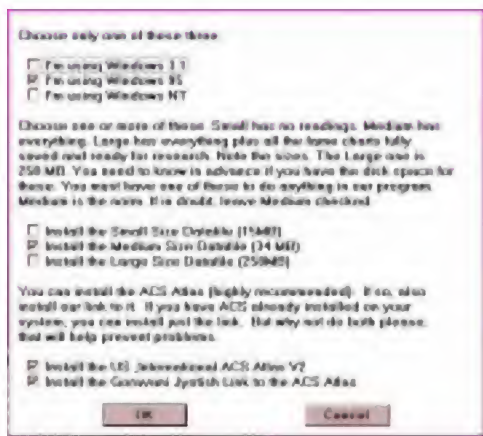 Choose only one of these three
I'm using Windows 3.1
I'm using Windows 95
I'm using Windows NT
Choose one or more of these. Small has no readings. Medium has
everything. Large has everything plus all the fame charts fully
saved and ready for research. Note the sizes. The Large one is
250 MB. You need to know in advance if you have the disk space for
these. You must have one of these to do anything in our program.
Medium is the norm. If in doubt, leave Medium checked.
Install the Small Size Datafile (15MB)
Install the Medium Size Datafile (34 MB)
Install the Large Size Datafile (250MB)
You can install the ACS Atlas (highly recommended). If so, also
install our link to it. If you have ACS already installed on your
system, you can install just the link. But why not do both please,
that will help prevent problems.
Install the US International ACS Atlas V2
Install the Goravani Jyotish Link to the ACS Atlas
OK
Cancel